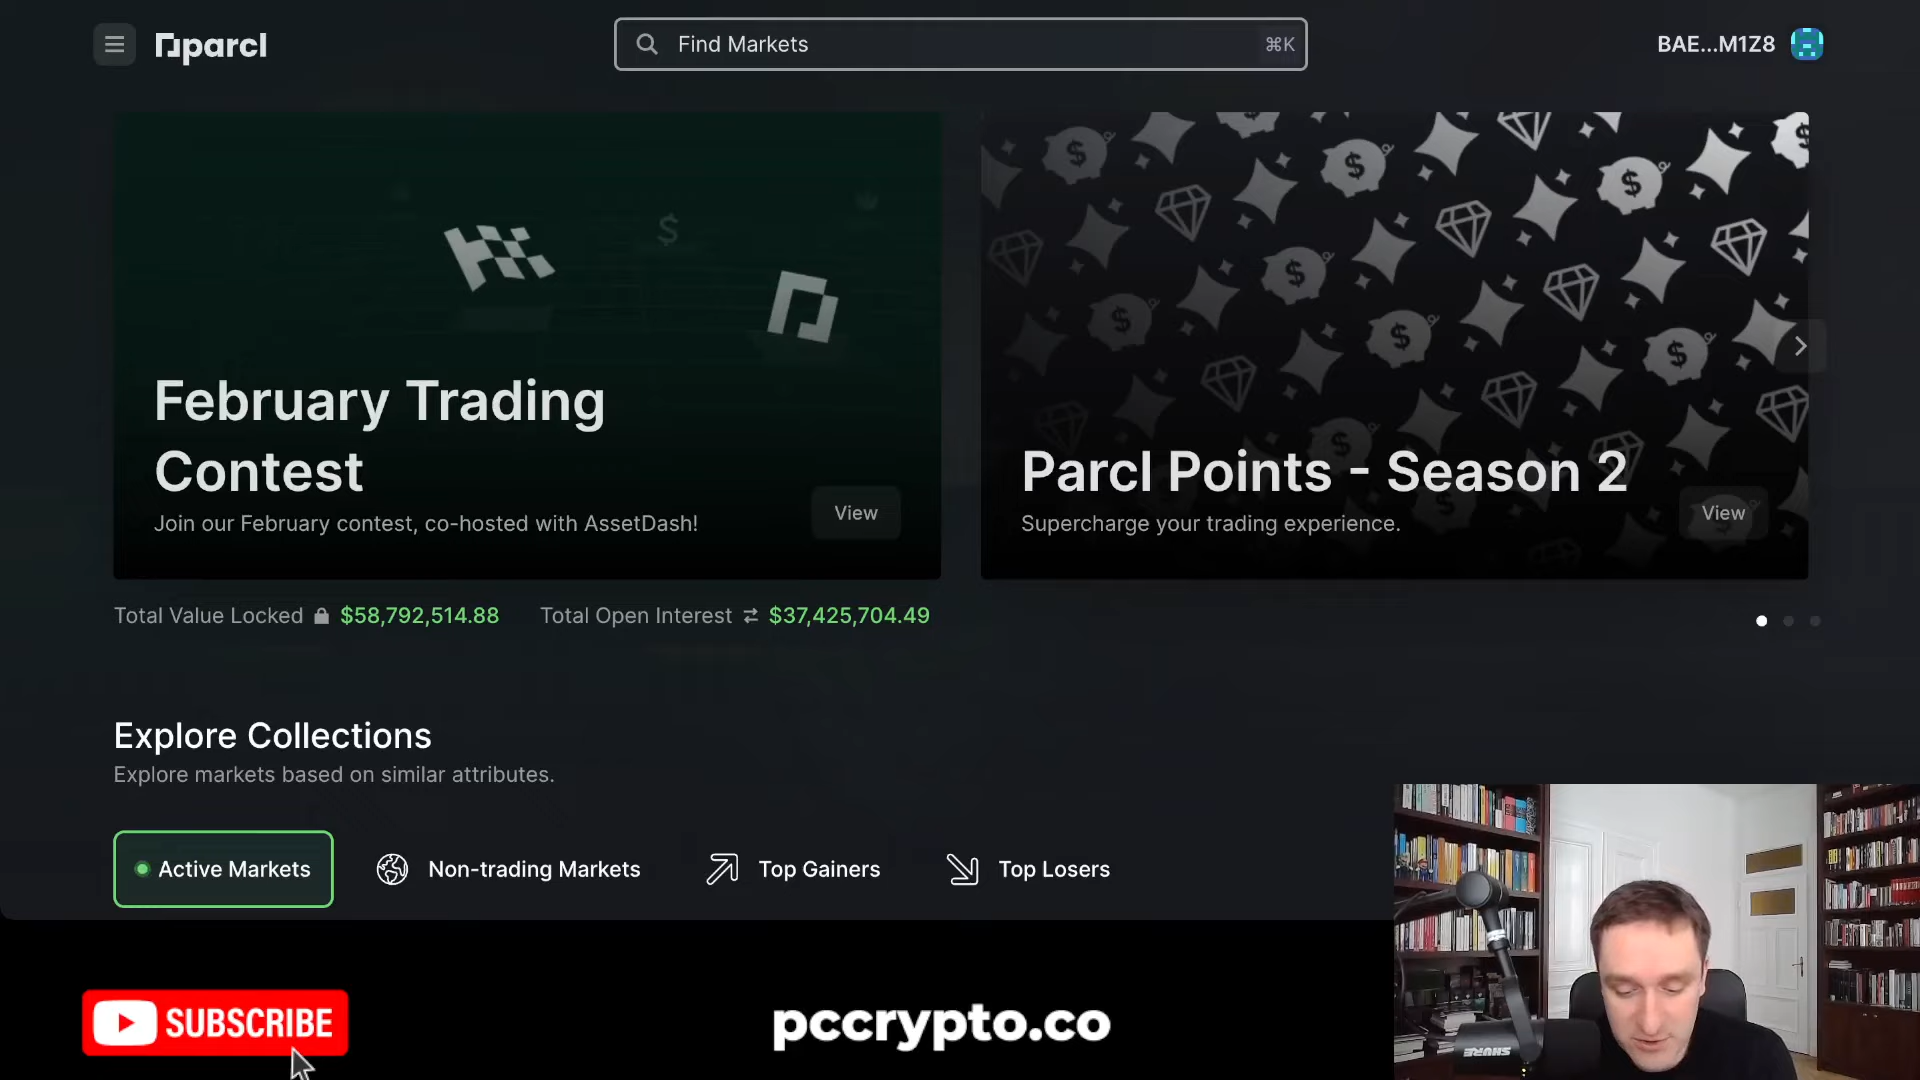 parcl
Find Markets
⌘K
BAE...M1Z8
February Trading
Contest
Join our February contest, co-hosted with AssetDash!
View
Parcl Points - Season 2
Supercharge your trading experience.
View
Total Value Locked $58,792,514.88 Total Open Interest $37,425,704.49
Explore Collections
Explore markets based on similar attributes.
Active Markets
Non-trading Markets
Top Gainers
Top Losers
SUBSCRIBE
pccrypto.co
SHURE